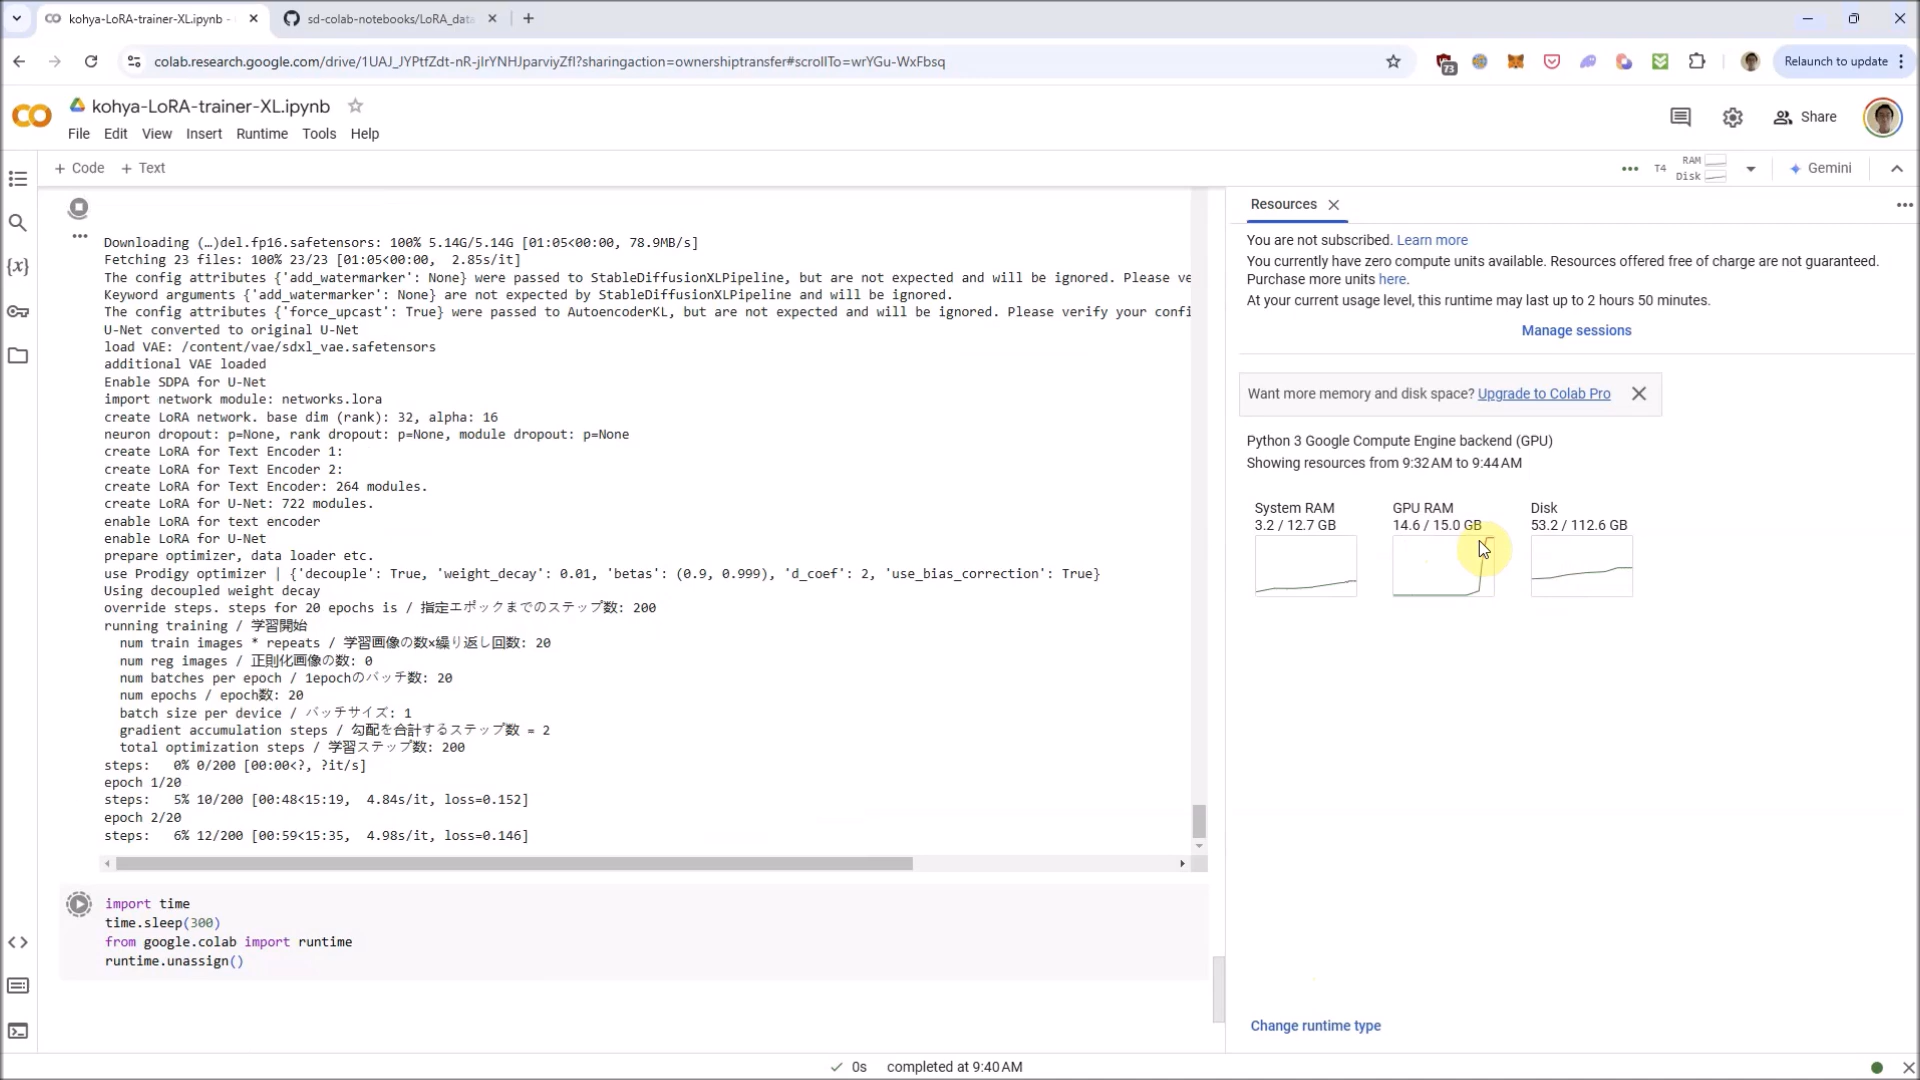 kohya-LoRA-trainer-XL.ipynb -
sd-colab-notebooks/LoRA_data
colab.research.google.com/drive/1UAJ_JYPtfZdt-nR-jIrYNHJparviyZfI?sharingaction=ownershiptransfer#scrollTo=wrYGu-WxFbsq
73
Relaunch to update
CO
kohya-LoRA-trainer-XL.ipynb
File Edit View Insert Runtime Tools Help
Share
+ Code + Text
T4
RAM
Disk
Gemini
Downloading (…)del.fp16.safetensors: 100% 5.14G/5.14G [01:05<00:00, 78.9MB/s]
Fetching 23 files: 100% 23/23 [01:05<00:00, 2.85s/it]
The config attributes {'add_watermarker': None} were passed to StableDiffusionXLPipeline, but are not expected and will be ignored. Please ve
Keyword arguments {'add_watermarker': None} are not expected by StableDiffusionXLPipeline and will be ignored.
The config attributes {'force_upcast': True} were passed to AutoencoderKL, but are not expected and will be ignored. Please verify your confi
U-Net converted to original U-Net
load VAE: /content/vae/sdxl_vae.safetensors
additional VAE loaded
Enable SDPA for U-Net
import network module: networks.lora
create LoRA network. base dim (rank): 32, alpha: 16
neuron dropout: p=None, rank dropout: p=None, module dropout: p=None
create LoRA for Text Encoder 1:
create LoRA for Text Encoder 2:
create LoRA for Text Encoder: 264 modules.
create LoRA for U-Net: 722 modules.
enable LoRA for text encoder
enable LoRA for U-Net
prepare optimizer, data loader etc.
use Prodigy optimizer | {'decouple': True, 'weight_decay': 0.01, 'betas': (0.9, 0.999), 'd_coef': 2, 'use_bias_correction': True}
Using decoupled weight decay
override steps. steps for 20 epochs is / 指定エポックまでのステップ数: 200
running training / 学習開始
num train images * repeats / 学習画像の数×繰り返し回数: 20
num reg images / 正則化画像の数: 0
num batches per epoch / 1epochのバッチ数: 20
num epochs / epoch数: 20
batch size per device / バッチサイズ: 1
gradient accumulation steps / 勾配を合計するステップ数 = 2
total optimization steps / 学習ステップ数: 200
steps: 0% 0/200 [00:00<?, ?it/s]
epoch 1/20
steps: 5% 10/200 [00:48<15:19, 4.84s/it, loss=0.152]
epoch 2/20
steps: 6% 12/200 [00:59<15:35, 4.98s/it, loss=0.146]
import time
time.sleep(300)
from google.colab import runtime
runtime.unassign()
Resources
You are not subscribed. Learn more
You currently have zero compute units available. Resources offered free of charge are not guaranteed.
Purchase more units here.
At your current usage level, this runtime may last up to 2 hours 50 minutes.
Manage sessions
Want more memory and disk space? Upgrade to Colab Pro
Python 3 Google Compute Engine backend (GPU)
Showing resources from 9:32 AM to 9:44 AM
System RAM
3.2 / 12.7 GB
GPU RAM
14.6 / 15.0 GB
Disk
53.2 / 112.6 GB
Change runtime type
0s completed at 9:40 AM